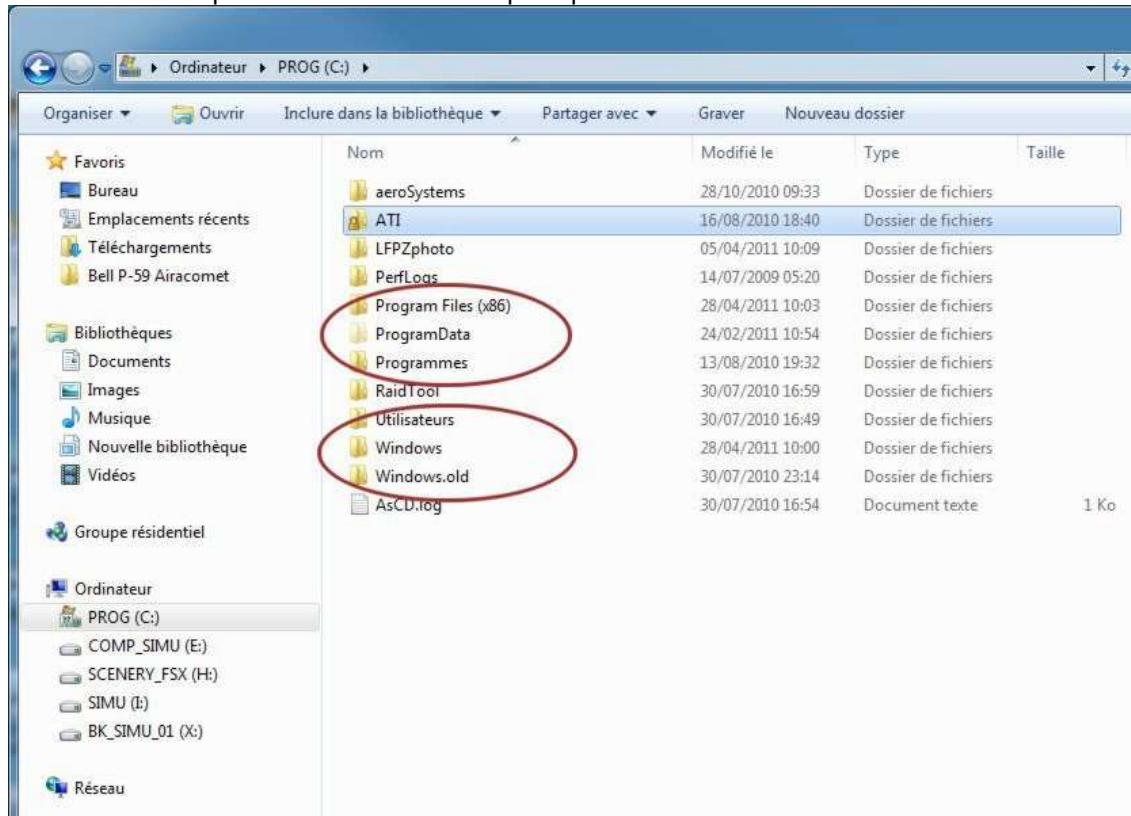 Ordinateur ▸ PROG (C:) ▸
Organiser Ouvrir Inclure dans la bibliothèque Partager avec Graver Nouveau dossier
Favoris
Bureau
Emplacements récents
Téléchargements
Bell P-59 Airacomet
Bibliothèques
Documents
Images
Musique
Nouvelle bibliothèque
Vidéos
Groupe résidentiel
Ordinateur
PROG (C:)
COMP_SIMU (E:)
SCENERY_FSX (H:)
SIMU (I:)
BK_SIMU_01 (X:)
Réseau
Nom Modifié le Type Taille
aeroSystems 28/10/2010 09:33 Dossier de fichiers
ATI 16/08/2010 18:40 Dossier de fichiers
LFPZphoto 05/04/2011 10:09 Dossier de fichiers
PerfLogs 14/07/2009 05:20 Dossier de fichiers
Program Files (x86) 28/04/2011 10:03 Dossier de fichiers
ProgramData 24/02/2011 10:54 Dossier de fichiers
Programmes 13/08/2010 19:32 Dossier de fichiers
RaidTool 30/07/2010 16:59 Dossier de fichiers
Utilisateurs 30/07/2010 16:49 Dossier de fichiers
Windows 28/04/2011 10:00 Dossier de fichiers
Windows.old 30/07/2010 23:14 Dossier de fichiers
AsCD.log 30/07/2010 16:54 Document texte 1 Ko